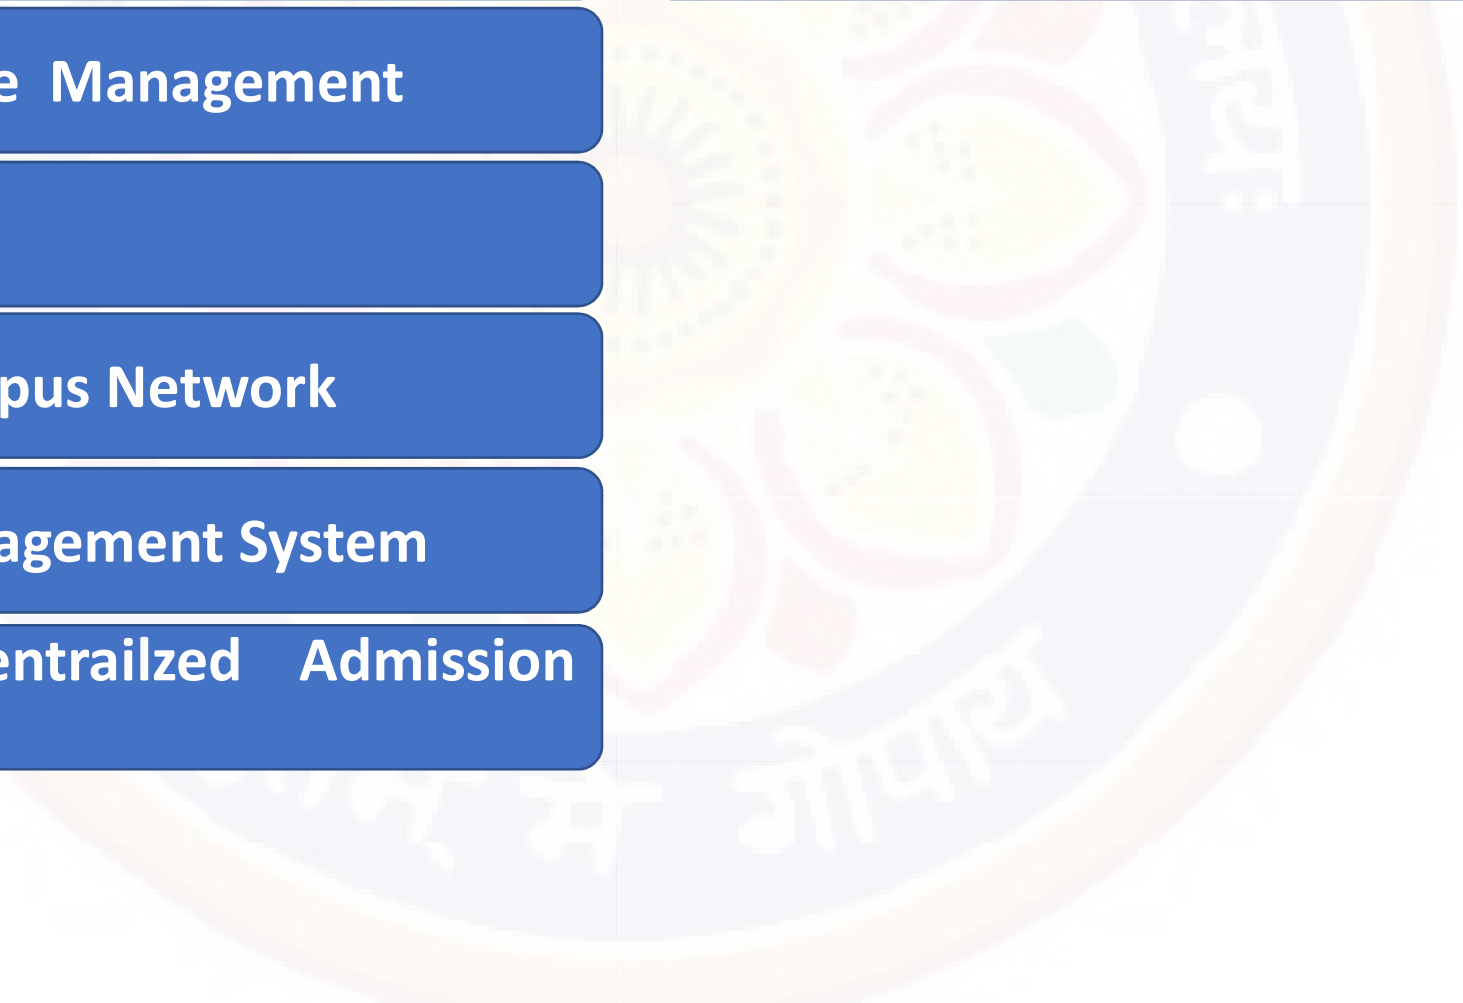 e Management
pus Network
agement System
entrailzed Admission
मे गोपाय